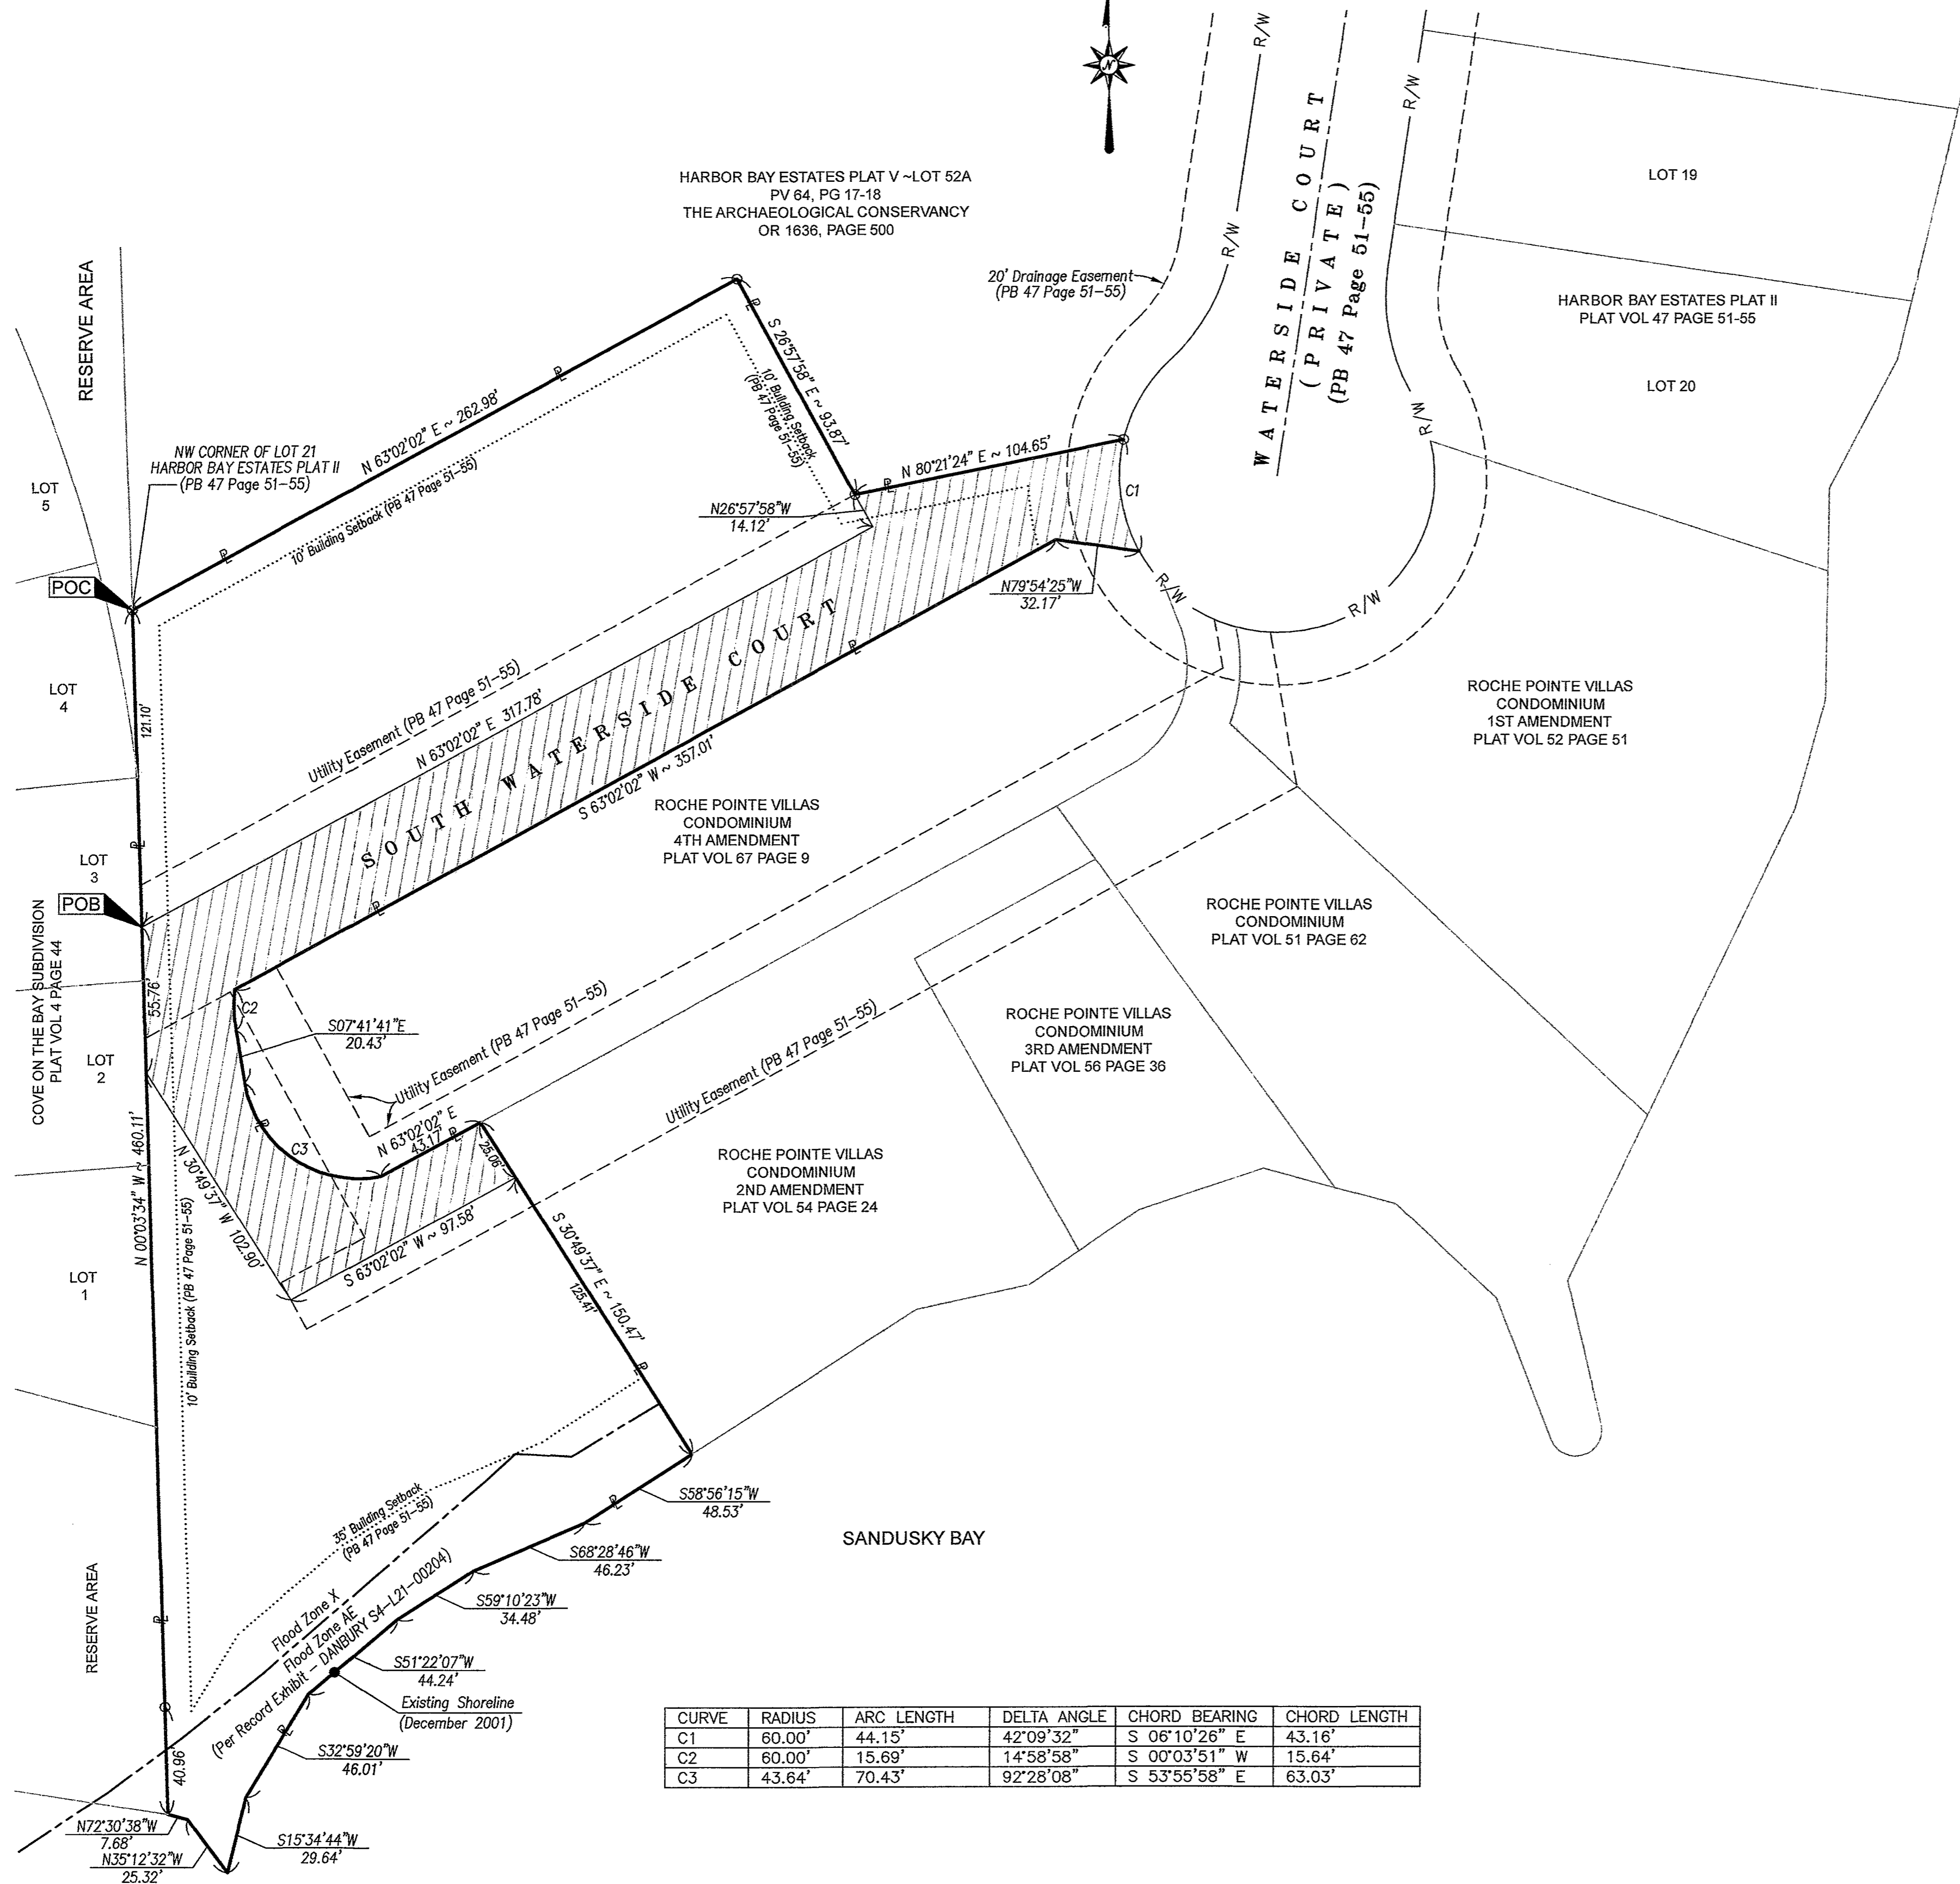 N
R/W
R/W
R/W
R/W
R/W
R/W
R/W
WATERSIDE COURT
(PRIVATE)
(PB 47 Page 51-55)
LOT 19
HARBOR BAY ESTATES PLAT II
PLAT VOL 47 PAGE 51-55
LOT 20
HARBOR BAY ESTATES PLAT V ~LOT 52A
PV 64, PG 17-18
THE ARCHAEOLOGICAL CONSERVANCY
OR 1636, PAGE 500
20' Drainage Easement
(PB 47 Page 51-55)
RESERVE AREA
NW CORNER OF LOT 21
HARBOR BAY ESTATES PLAT II
(PB 47 Page 51-55)
N 63°02'02" E ~ 262.98'
10' Building Setback (PB 47 Page 51-55)
S 26°57'58" E ~ 93.87'
10' Building Setback
(PB 47 Page 51-55)
N 80°21'24" E ~ 104.65'
C1
N26°57'58"W
14.12'
N79°54'25"W
32.17'
LOT
5
POC
LOT
4
121.10'
Utility Easement (PB 47 Page 51-55)
N 63°02'02" E 317.78'
SOUTH WATERSIDE COURT
S 63°02'02" W ~ 357.01'
ROCHE POINTE VILLAS
CONDOMINIUM
1ST AMENDMENT
PLAT VOL 52 PAGE 51
ROCHE POINTE VILLAS
CONDOMINIUM
4TH AMENDMENT
PLAT VOL 67 PAGE 9
LOT
3
POB
COVE ON THE BAY SUBDIVISION
PLAT VOL 4 PAGE 44
55.76'
C2
S07°41'41"E
20.43'
LOT
2
Utility Easement (PB 47 Page 51-55)
Utility Easement (PB 47 Page 51-55)
ROCHE POINTE VILLAS
CONDOMINIUM
PLAT VOL 51 PAGE 62
ROCHE POINTE VILLAS
CONDOMINIUM
3RD AMENDMENT
PLAT VOL 56 PAGE 36
ROCHE POINTE VILLAS
CONDOMINIUM
2ND AMENDMENT
PLAT VOL 54 PAGE 24
C3
N 63°02'02" E
43.17'
25.06'
N 00°03'34" W ~ 460.11'
N 30°49'37" W 102.90'
S 63°02'02" W ~ 97.58'
S 30°49'37" E ~ 150.47'
125.41'
LOT
1
10' Building Setback (PB 47 Page 51-55)
35' Building Setback
(PB 47 Page 51-55)
S58°56'15"W
48.53'
SANDUSKY BAY
S68°28'46"W
46.23'
S59°10'23"W
34.48'
RESERVE AREA
Flood Zone X
Flood Zone AE
(Per Record Exhibit - DANBURY S4-L21-00204)
S51°22'07"W
44.24'
Existing Shoreline
(December 2001)
S32°59'20"W
46.01'
40.96'
N72°30'38"W
7.68'
N35°12'32"W
25.32'
S15°34'44"W
29.64'
CURVE RADIUS ARC LENGTH DELTA ANGLE CHORD BEARING CHORD LENGTH
C1 60.00' 44.15' 42°09'32" S 06°10'26" E 43.16'
C2 60.00' 15.69' 14°58'58" S 00°03'51" W 15.64'
C3 43.64' 70.43' 92°28'08" S 53°55'58" E 63.03'